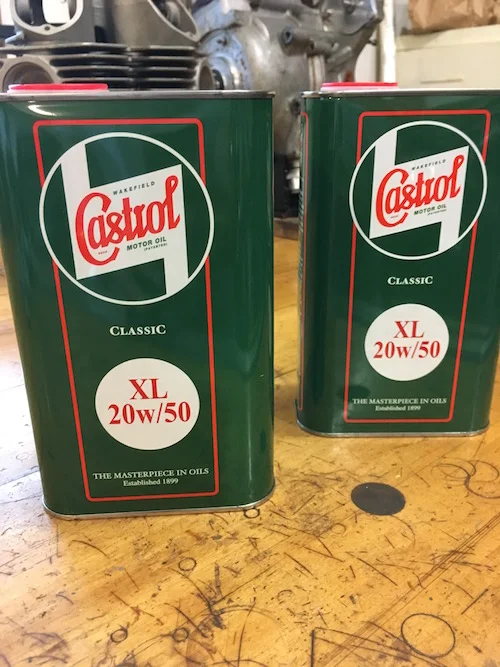 WAKEFIELD
Castrol
MOTOR OIL
CLASSIC
XL
20w/50
THE MASTERPIECE IN OILS
Established 1899
WAKEFIELD
Castrol
MOTOR OIL
CLASSIC
XL
20w/50
THE MASTERPIECE IN OILS
Established 1899